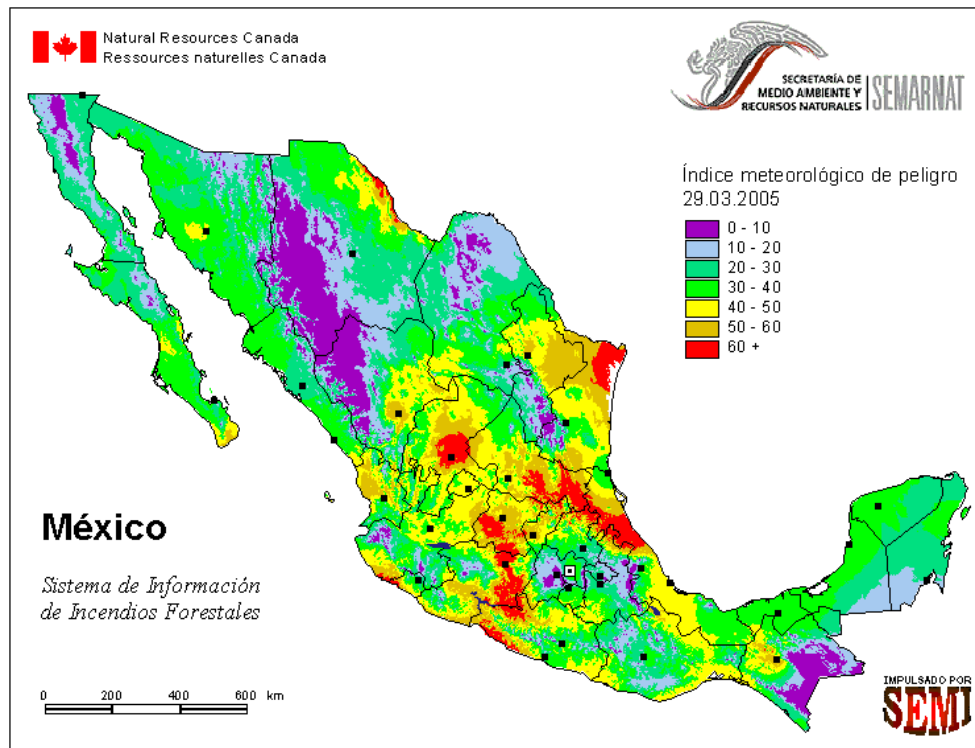 Natural Resources Canada
Ressources naturelles Canada
SECRETARÍA DE
MEDIO AMBIENTE Y
RECURSOS NATURALES
SEMARNAT
Índice meteorológico de peligro
29.03.2005
0 - 10
10 - 20
20 - 30
30 - 40
40 - 50
50 - 60
60 +
México
Sistema de Información
de Incendios Forestales
0 200 400 600 km
IMPULSADO POR
SEMI